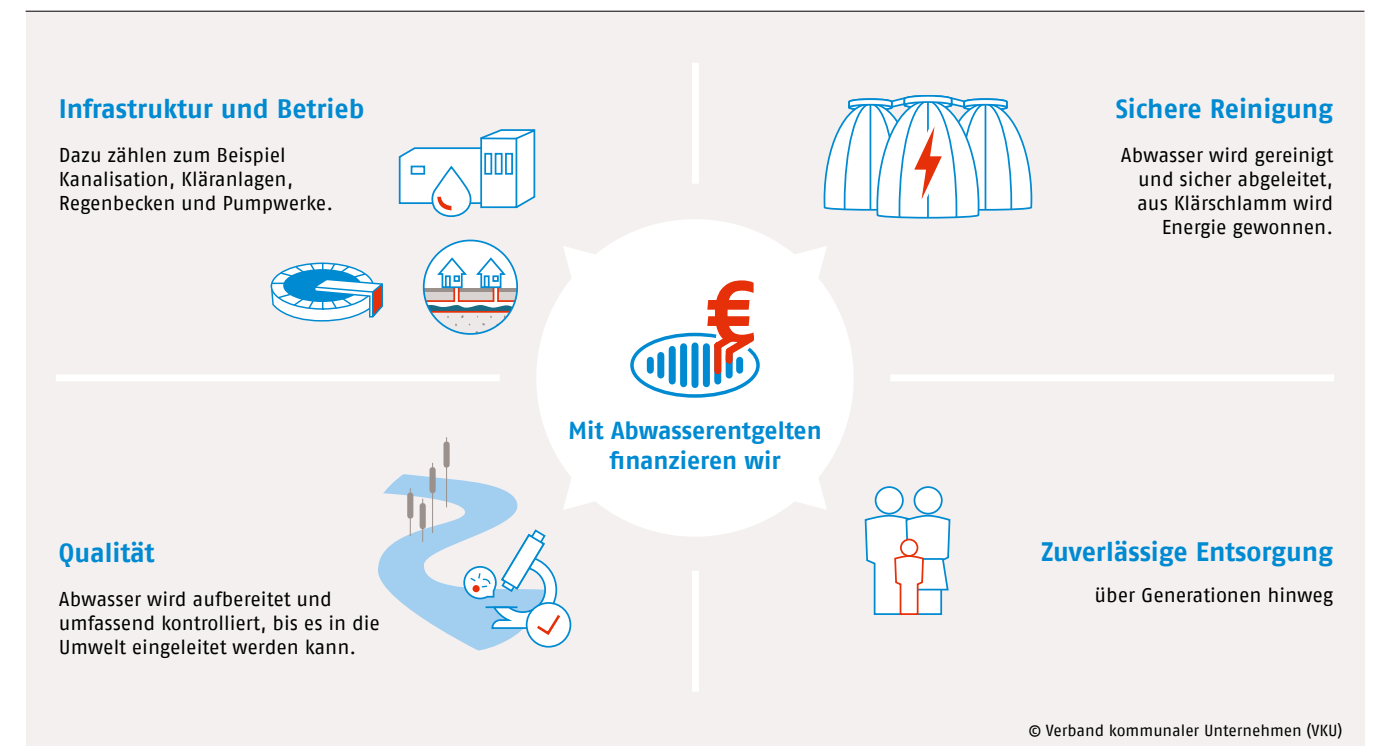 Infrastruktur und Betrieb
Dazu zählen zum Beispiel
Kanalisation, Kläranlagen,
Regenbecken und Pumpwerke.
Sichere Reinigung
Abwasser wird gereinigt
und sicher abgeleitet,
aus Klärschlamm wird
Energie gewonnen.
€
Mit Abwasserentgelten
finanzieren wir
Qualität
Abwasser wird aufbereitet und
umfassend kontrolliert, bis es in die
Umwelt eingeleitet werden kann.
Zuverlässige Entsorgung
über Generationen hinweg
© Verband kommunaler Unternehmen (VKU)